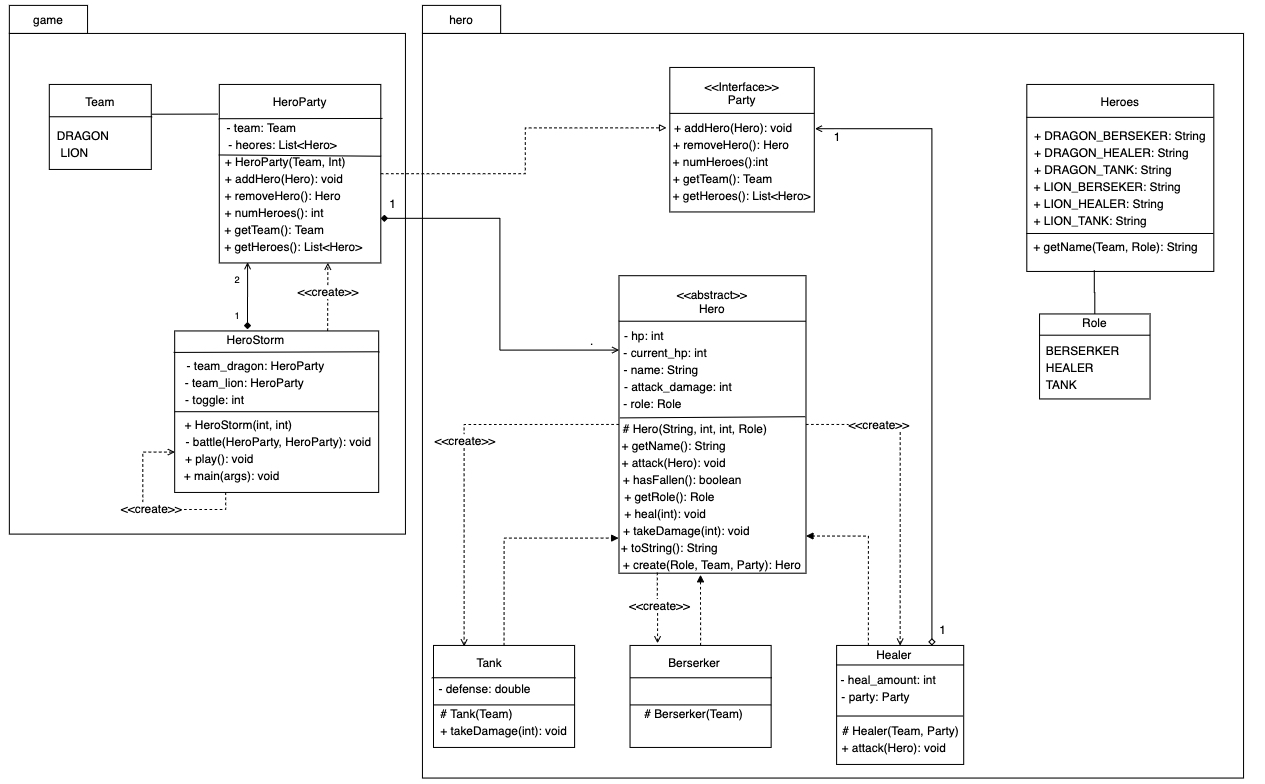 game
hero
Team
DRAGON
LION
HeroParty
- team: Team
- heores: List<Hero>
+ HeroParty(Team, Int)
+ addHero(Hero): void
+ removeHero(): Hero
+ numHeroes(): int
+ getTeam(): Team
+ getHeroes(): List<Hero>
1
2
<<create>>
1
HeroStorm
- team_dragon: HeroParty
- team_lion: HeroParty
- toggle: int
+ HeroStorm(int, int)
- battle(HeroParty, HeroParty): void
+ play(): void
+ main(args): void
<<create>>
<<Interface>>
Party
+ addHero(Hero): void
+ removeHero(): Hero
+ numHeroes():int
+ getTeam(): Team
+ getHeroes(): List<Hero>
1
Heroes
+ DRAGON_BERSEKER: String
+ DRAGON_HEALER: String
+ DRAGON_TANK: String
+ LION_BERSEKER: String
+ LION_HEALER: String
+ LION_TANK: String
+ getName(Team, Role): String
Role
BERSERKER
HEALER
TANK
<<abstract>>
Hero
- hp: int
- current_hp: int
- name: String
- attack_damage: int
- role: Role
# Hero(String, int, int, Role)
+ getName(): String
+ attack(Hero): void
+ hasFallen(): boolean
+ getRole(): Role
+ heal(int): void
+ takeDamage(int): void
+ toString(): String
+ create(Role, Team, Party): Hero
<<create>>
<<create>>
<<create>>
1
Tank
- defense: double
# Tank(Team)
+ takeDamage(int): void
Berserker
# Berserker(Team)
Healer
- heal_amount: int
- party: Party
# Healer(Team, Party)
+ attack(Hero): void